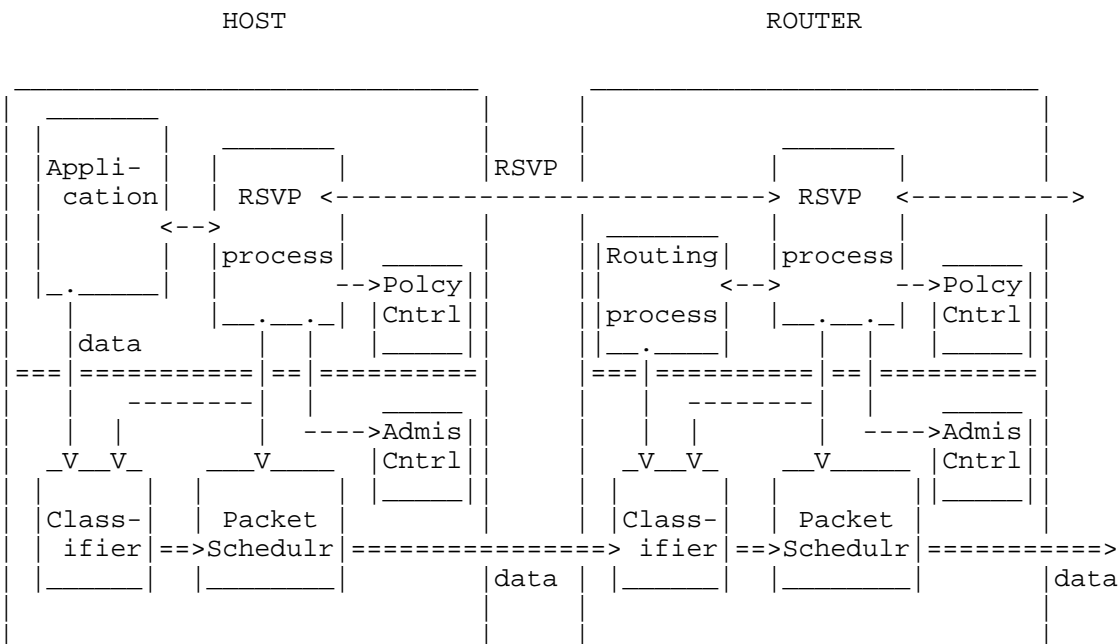 HOST ROUTER
Appli- RSVP
cation RSVP RSVP
Routing
process process
Polcy Polcy
Cntrl process Cntrl
data
Admis Admis
Cntrl Cntrl
Class- Packet Class- Packet
ifier Schedulr ifier Schedulr
data data